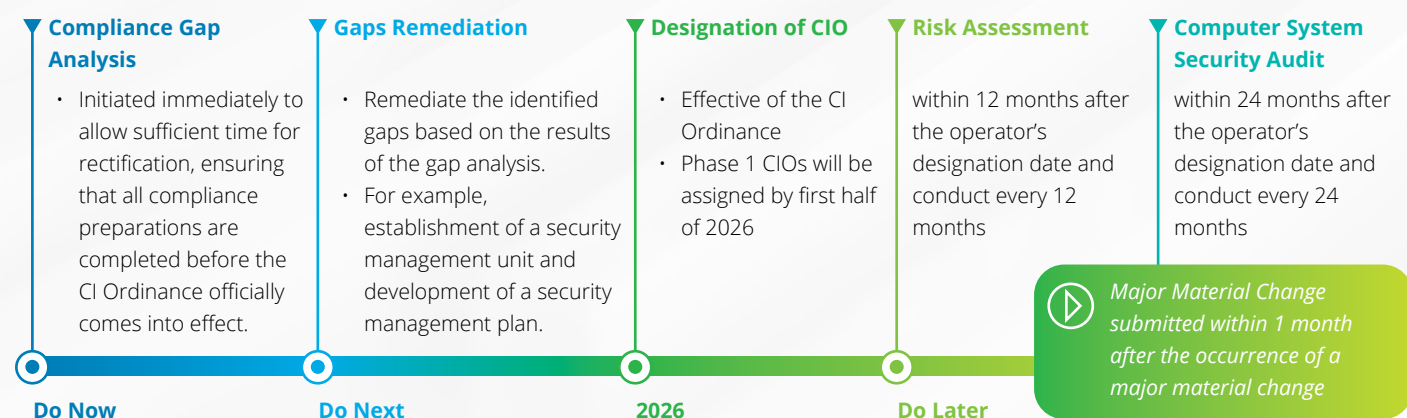 Compliance Gap
Analysis
• Initiated immediately to
allow sufficient time for
rectification, ensuring
that all compliance
preparations are
completed before the
CI Ordinance officially
comes into effect.
Do Now
Gaps Remediation
• Remediate the identified
gaps based on the results
of the gap analysis.
• For example,
establishment of a security
management unit and
development of a security
management plan.
Do Next
Designation of CIO
• Effective of the CI
Ordinance
• Phase 1 CIOs will be
assigned by first half
of 2026
2026
Risk Assessment
within 12 months after
the operator’s
designation date and
conduct every 12
months
Do Later
Computer System
Security Audit
within 24 months after
the operator’s
designation date and
conduct every 24
months
Major Material Change
submitted within 1 month
after the occurrence of a
major material change